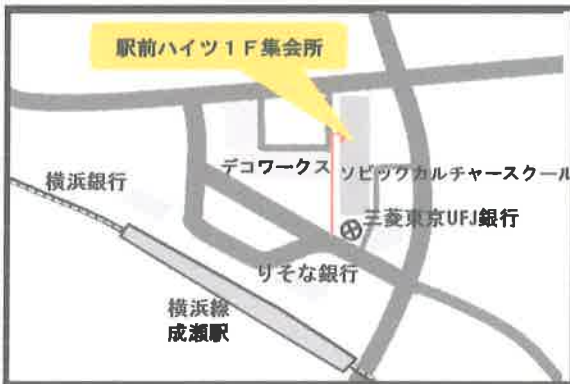 駅前ハイツ1F集会所
デコワークス
ソビックカルチャースクール
横浜銀行
三菱東京UFJ銀行
りそな銀行
横浜線
成瀬駅